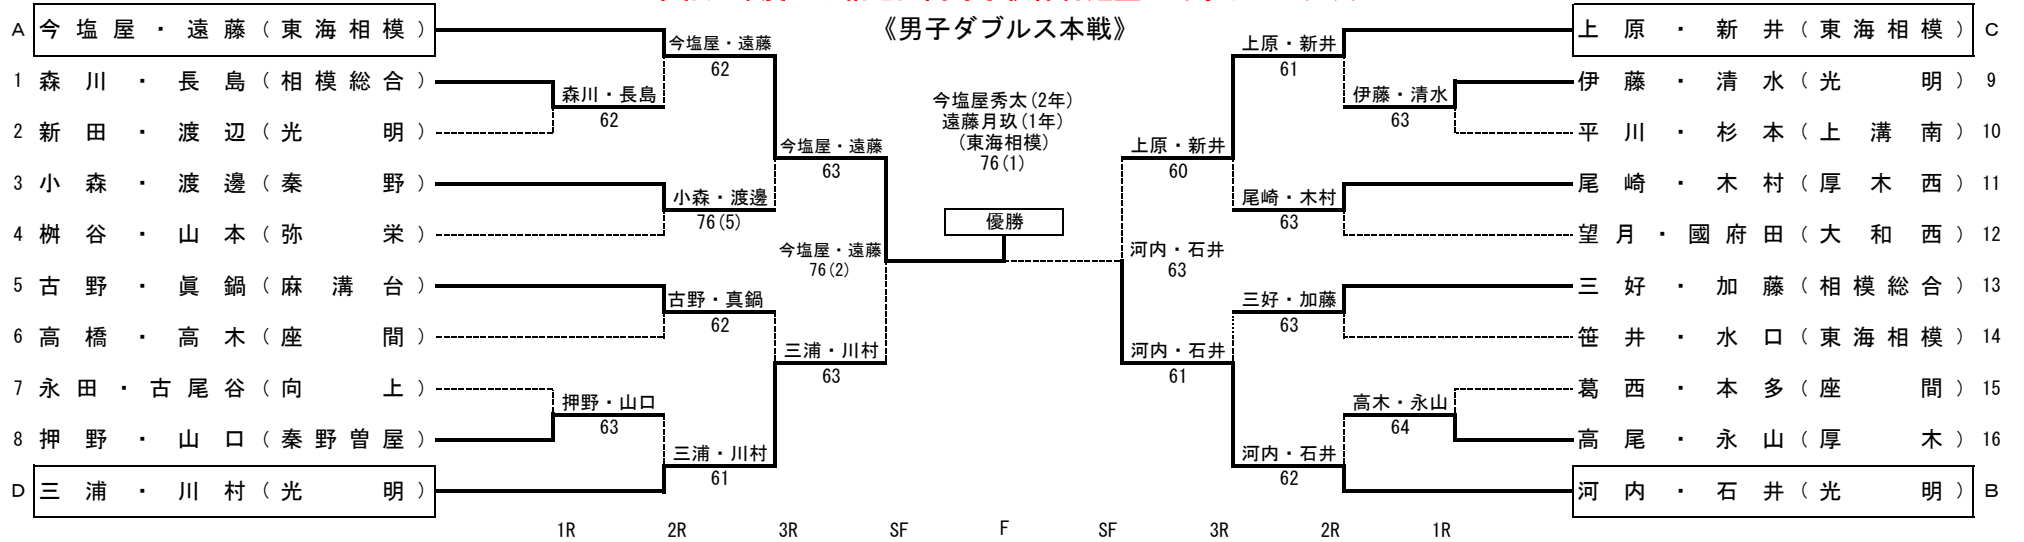 《男子ダブルス本戦》
A 今塩屋・遠藤（東海相模）
1 森川・長島（相模総合）
2 新田・渡辺（光明）
3 小森・渡邊（秦野）
4 桝谷・山本（弥栄）
5 古野・眞鍋（麻溝台）
6 高橋・高木（座間）
7 永田・古尾谷（向上）
8 押野・山口（秦野曽屋）
D 三浦・川村（光明）
森川・長島
62
押野・山口
63
今塩屋・遠藤
62
小森・渡邊
76(5)
古野・真鍋
62
三浦・川村
61
今塩屋・遠藤
63
三浦・川村
63
今塩屋・遠藤
76(2)
今塩屋秀太(2年)
遠藤月玖(1年)
(東海相模)
76(1)
優勝
河内・石井
63
上原・新井
60
河内・石井
61
上原・新井
61
尾崎・木村
63
三好・加藤
63
河内・石井
62
伊藤・清水
63
高木・永山
64
上原・新井（東海相模） C
伊藤・清水（光明） 9
平川・杉本（上溝南） 10
尾崎・木村（厚木西） 11
望月・國府田（大和西） 12
三好・加藤（相模総合） 13
笹井・水口（東海相模） 14
葛西・本多（座間） 15
高尾・永山（厚木） 16
河内・石井（光明） B
1R 2R 3R SF F SF 3R 2R 1R